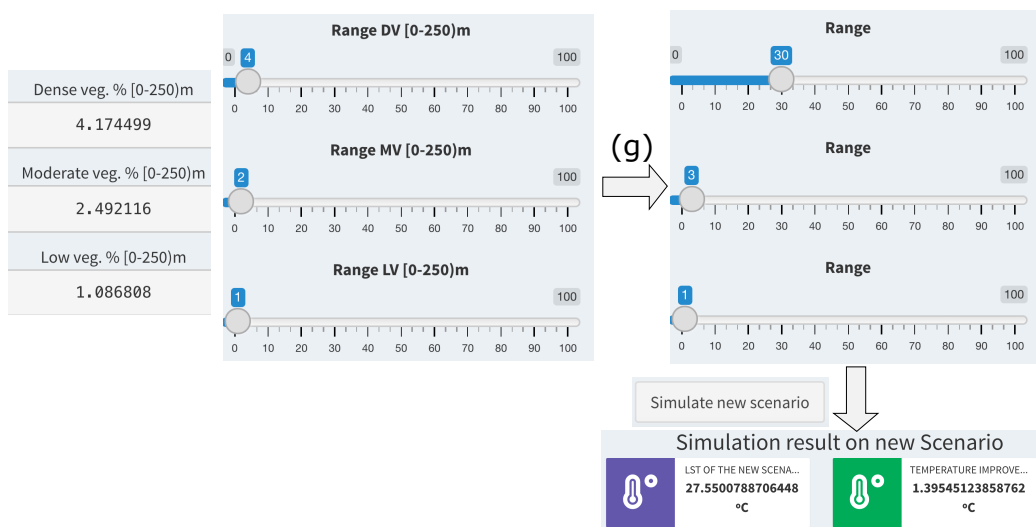 Dense veg. % [0-250)m
4.174499
Moderate veg. % [0-250)m
2.492116
Low veg. % [0-250)m
1.086808
Range DV [0-250)m
0 4 100
0 10 20 30 40 50 60 70 80 90 100
Range MV [0-250)m
2 100
0 10 20 30 40 50 60 70 80 90 100
Range LV [0-250)m
1 100
0 10 20 30 40 50 60 70 80 90 100
(g)
Range
0 30 100
0 10 20 30 40 50 60 70 80 90 100
Range
3 100
0 10 20 30 40 50 60 70 80 90 100
Range
1 100
0 10 20 30 40 50 60 70 80 90 100
Simulate new scenario
Simulation result on new Scenario
LST OF THE NEW SCENA...
27.5500788706448
ºC
TEMPERATURE IMPROVE...
1.39545123858762
ºC